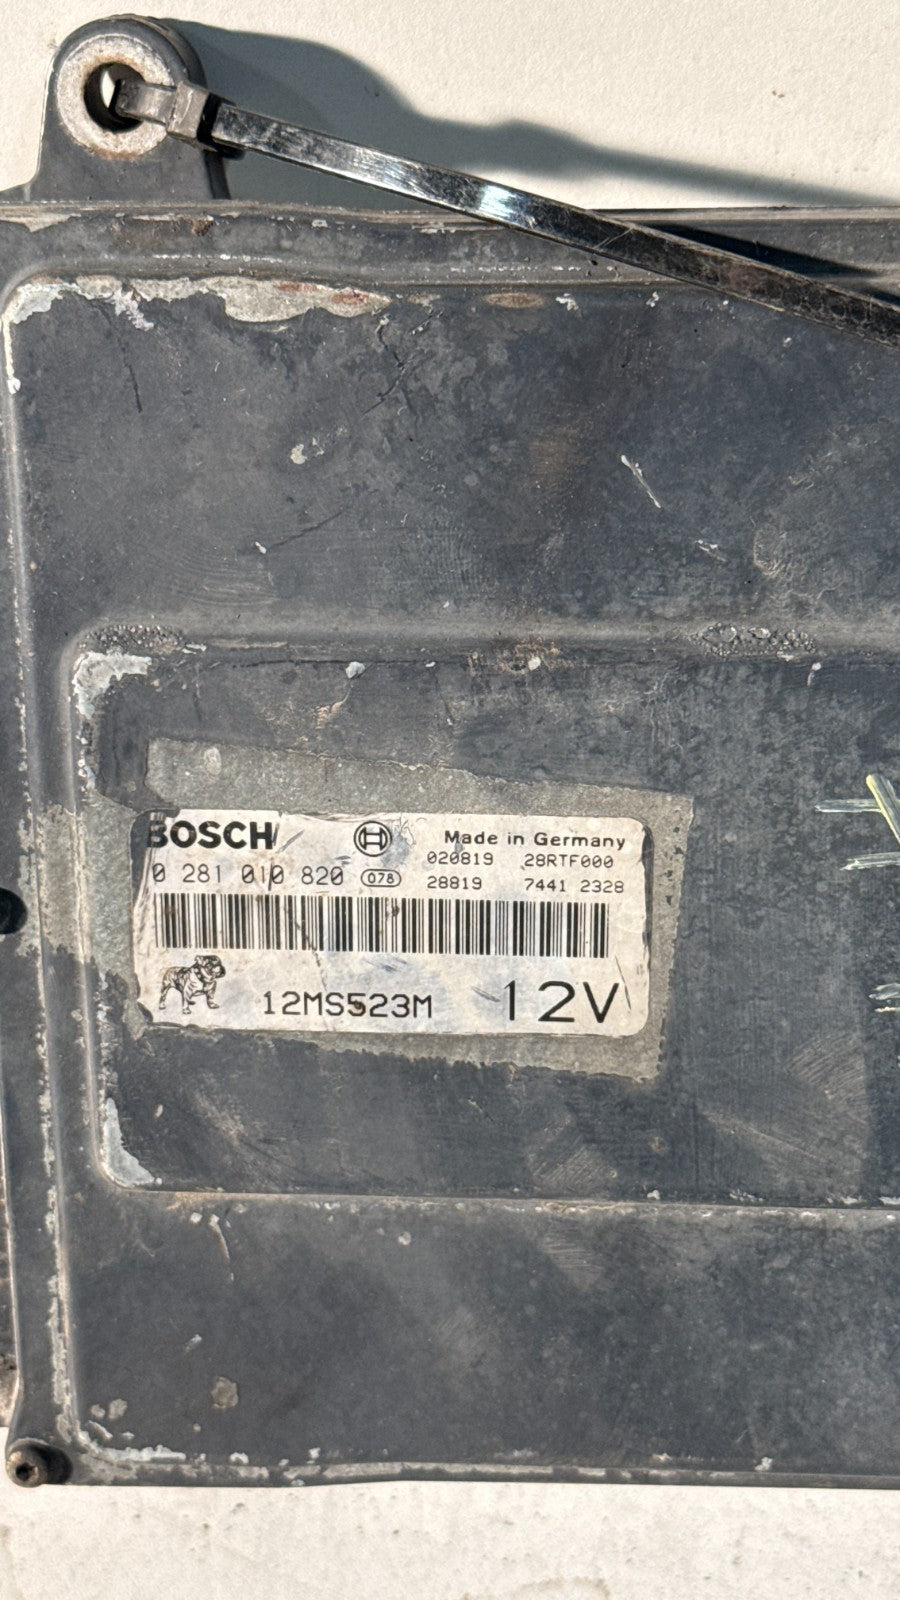 BOSCH
Made in Germany
020819 28RTF000
0 281 010 820 078 28819 7441 2328
12MS523M 12V